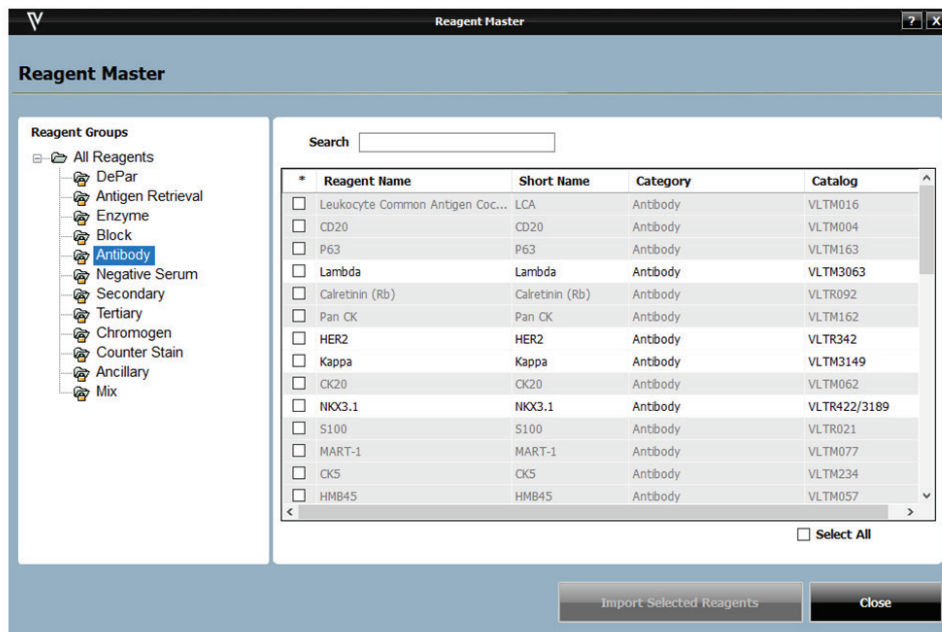 Reagent Master
? X
Reagent Master
Reagent Groups
All Reagents
DePar
Antigen Retrieval
Enzyme
Block
Antibody
Negative Serum
Secondary
Tertiary
Chromogen
Counter Stain
Ancillary
Mix
Search
* Reagent Name Short Name Category Catalog
Leukocyte Common Antigen Coc... LCA Antibody VLTM016
CD20 CD20 Antibody VLTM004
P63 P63 Antibody VLTM163
Lambda Lambda Antibody VLTM3063
Calretinin (Rb) Calretinin (Rb) Antibody VLTR092
Pan CK Pan CK Antibody VLTM162
HER2 HER2 Antibody VLTR342
Kappa Kappa Antibody VLTM3149
CK20 CK20 Antibody VLTM062
NKX3.1 NKX3.1 Antibody VLTR422/3189
S100 S100 Antibody VLTR021
MART-1 MART-1 Antibody VLTM077
CK5 CK5 Antibody VLTM234
HMB45 HMB45 Antibody VLTM057
Select All
Import Selected Reagents Close